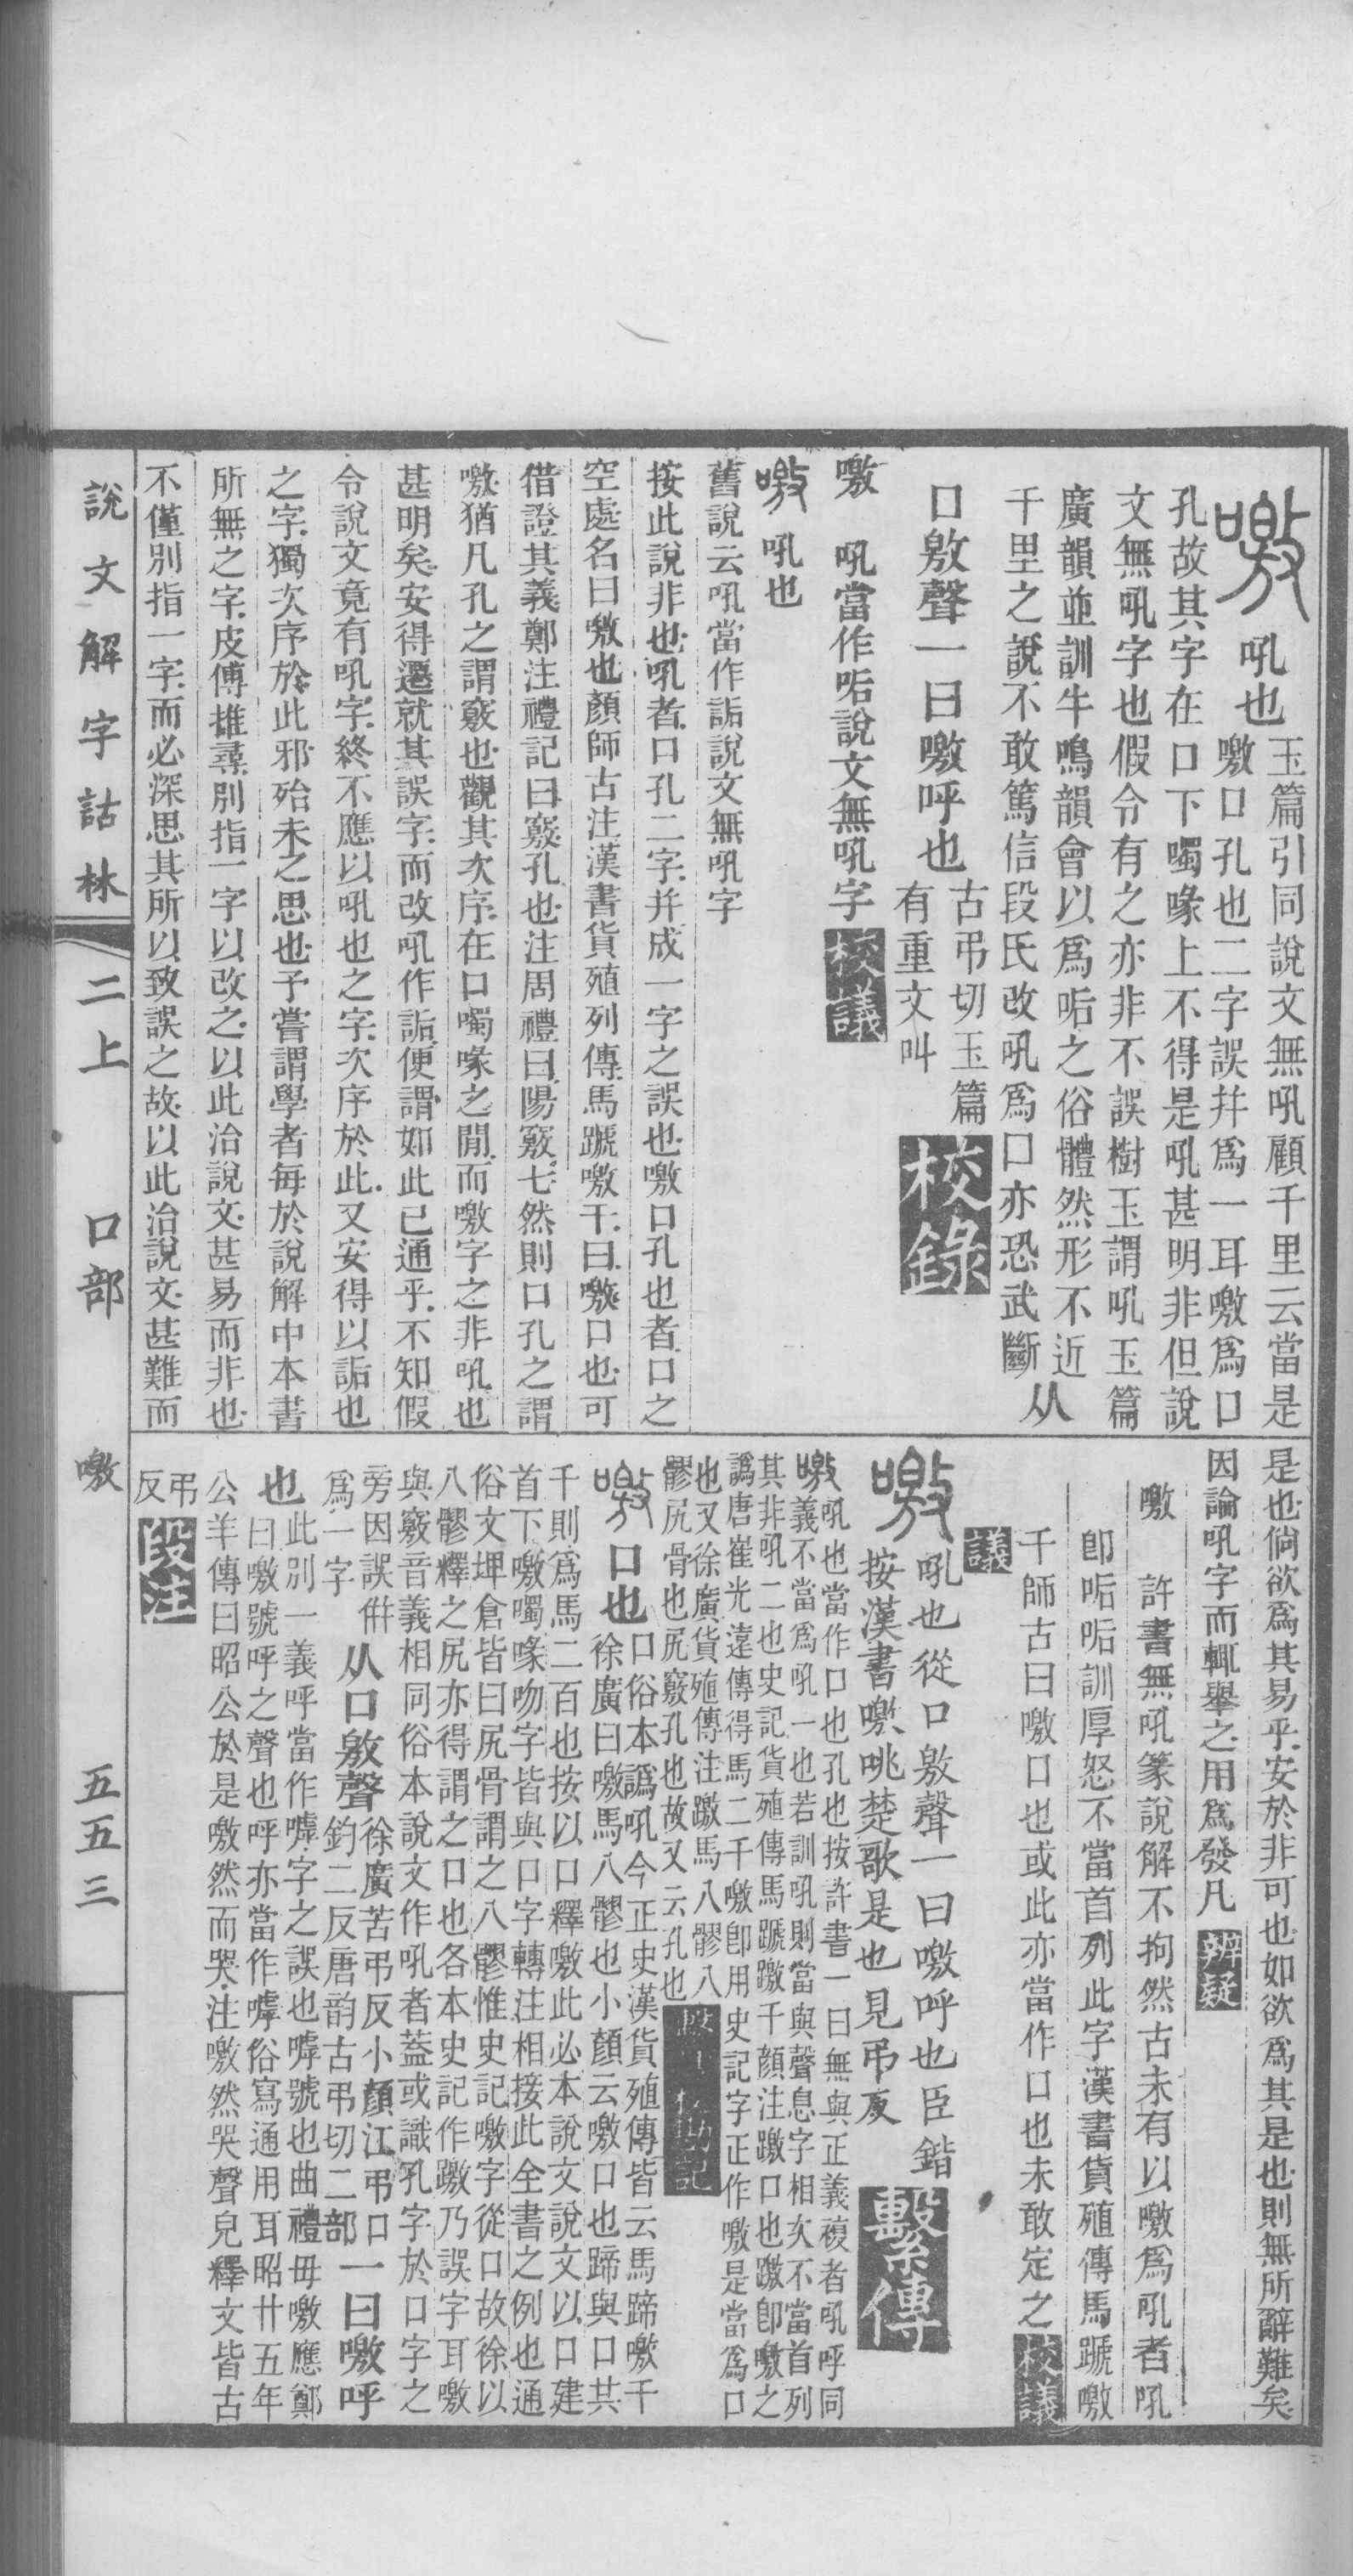 噭
吼也
玉篇引同說文無吼顧千里云當是
噭口孔也二字誤幷爲一耳噭爲口
孔故其字在口下噣喙上不得是吼甚明非但說
文無吼字也假令有之亦非不誤樹玉謂吼玉篇
廣韻並訓牛鳴韻會以爲呴之俗體然形不近
千里之說不敢篤信段氏改吼爲口亦恐武斷 从
口敫聲一曰噭呼也
古弔切玉篇
有重文叫
校錄
噭 吼當作呴說文無吼字 校議
噭 吼也
舊說云吼當作詬說文無吼字
按此說非也吼者口孔二字幷成一字之誤也噭口孔也者口之
空處名曰噭也顏師古注漢書貨殖列傳馬蹏噭千曰噭口也可
借證其義鄭注禮記曰竅孔也注周禮曰陽竅七然則口孔之謂
噭猶凡孔之謂竅也觀其次序在口噣喙之閒而噭字之非吼也
甚明矣安得遷就其誤字而改吼作詬便謂如此已通乎不知假
令說文竟有吼字終不應以吼也之字次序於此又安得以詬也
之字獨次序於此邪殆未之思也予嘗謂學者每於說解中本書
所無之字皮傅推尋別指一字以改之以此治說文甚易而非也
不僅別指一字而必深思其所以致誤之故以此治說文甚難而
是也倘欲爲其易乎安於非可也如欲爲其是也則無所辭難矣
因論吼字而輒舉之用爲發凡 辨疑
噭 許書無吼篆說解不拘然古未有以噭爲吼者吼
卽呴呴訓厚怒不當首列此字漢書貨殖傳馬蹏噭
千師古曰噭口也或此亦當作口也未敢定之 校議
議
噭
吼也從口敫聲一曰噭呼也臣鍇
按漢書噭咷楚歌是也見弔反
繫傳
噭吼也當作口也孔也按許書一曰無與正義複者吼呼同
義不當爲吼一也若訓吼則當與聲息字相次不當首列
其非吼二也史記貨殖傳馬蹏躈千顏注躈口也躈卽噭之
譌唐崔光遠傳得馬二千噭卽用史記字正作噭是當爲口
也又徐廣貨殖傳注躈馬八髎八
髎尻骨也尻竅孔也故又云孔也
噭
口也
口俗本譌吼今正史漢貨殖傳皆云馬蹄噭千
徐廣曰噭馬八髎也小顏云噭口也蹄與口其
千則爲馬二百也按以口釋噭此必本說文說文以口建
首下噭噣喙吻字皆與口字轉注相接此全書之例也通
俗文埤倉皆曰尻骨謂之八髎惟史記噭字從口故徐以
八髎釋之尻亦得謂之口也各本史記作躈乃誤字耳噭
與竅音義相同俗本說文作吼者蓋或識孔字於口字之
旁因誤倂
爲一字
从口敫聲
徐廣苦弔反小顏江弔口
鈞二反唐韵古弔切二部
一曰噭呼
也
此別一義呼當作嘑字之誤也嘑號也曲禮毋噭應鄭
曰噭號呼之聲也呼亦當作嘑俗寫通用耳昭廿五年
公羊傳曰昭公於是噭然而哭注噭然哭聲皃釋文皆古
弔
反
段注
說文解字詁林 二上 口部 噭 五五三